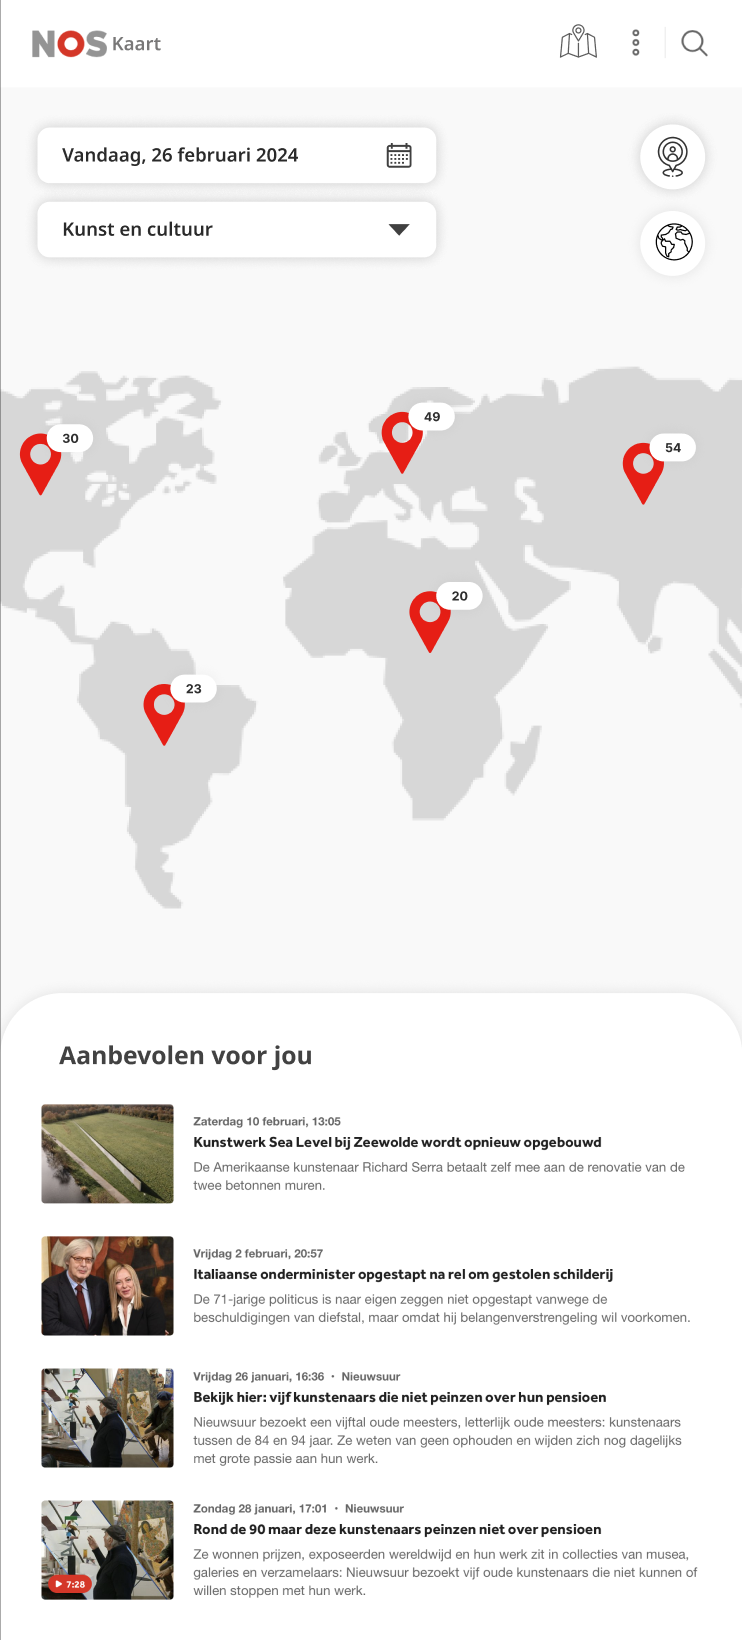 NOS Kaart
Vandaag, 26 februari 2024
Kunst en cultuur
49
30
54
20
23
Aanbevolen voor jou
Zaterdag 10 februari, 13:05
Kunstwerk Sea Level bij Zeewolde wordt opnieuw opgebouwd
De Amerikaanse kunstenaar Richard Serra betaalt zelf mee aan de renovatie van de
twee betonnen muren.
Vrijdag 2 februari, 20:57
Italiaanse onderminister opgestapt na rel om gestolen schilderij
De 71-jarige politicus is naar eigen zeggen niet opgestapt vanwege de
beschuldigingen van diefstal, maar omdat hij belangenverstrengeling wil voorkomen.
Vrijdag 26 januari, 16:36 • Nieuwsuur
Bekijk hier: vijf kunstenaars die niet peinzen over hun pensioen
Nieuwsuur bezoekt een vijftal oude meesters, letterlijk oude meesters: kunstenaars
tussen de 84 en 94 jaar. Ze weten van geen ophouden en wijden zich nog dagelijks
met grote passie aan hun werk.
Zondag 28 januari, 17:01 • Nieuwsuur
Rond de 90 maar deze kunstenaars peinzen niet over pensioen
Ze wonnen prijzen, exposeerden wereldwijd en hun werk zit in collecties van musea,
galeries en verzamelaars: Nieuwsuur bezoekt vijf oude kunstenaars die niet kunnen of
willen stoppen met hun werk.
7:28